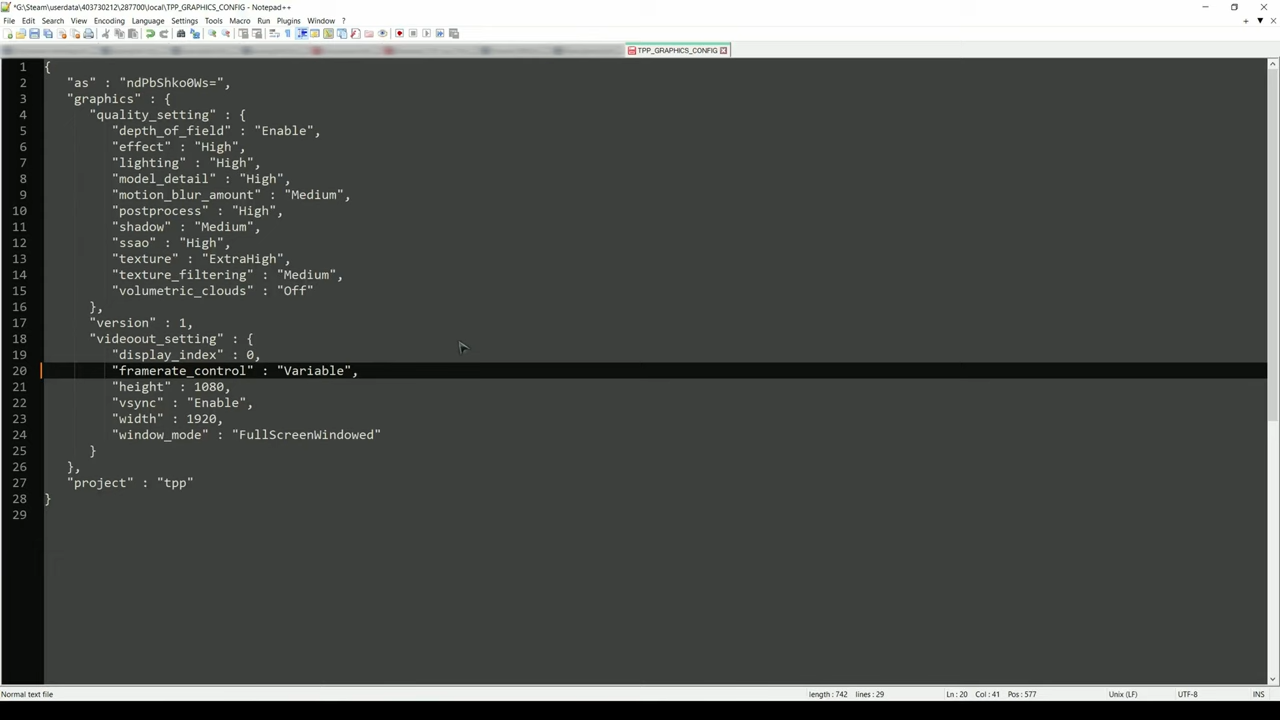 *G:\Steam\userdata\403730212\287700\local\TPP_GRAPHICS_CONFIG - Notepad++
File Edit Search View Encoding Language Settings Tools Macro Run Plugins Window ?
TPP_GRAPHICS_CONFIG
1 {
2 "as" : "ndPbShko0Ws=",
3 "graphics" : {
4 "quality_setting" : {
5 "depth_of_field" : "Enable",
6 "effect" : "High",
7 "lighting" : "High",
8 "model_detail" : "High",
9 "motion_blur_amount" : "Medium",
10 "postprocess" : "High",
11 "shadow" : "Medium",
12 "ssao" : "High",
13 "texture" : "ExtraHigh",
14 "texture_filtering" : "Medium",
15 "volumetric_clouds" : "Off"
16 },
17 "version" : 1,
18 "videoout_setting" : {
19 "display_index" : 0,
20 "framerate_control" : "Variable",
21 "height" : 1080,
22 "vsync" : "Enable",
23 "width" : 1920,
24 "window_mode" : "FullScreenWindowed"
25 }
26 },
27 "project" : "tpp"
28 }
29
Normal text file length : 742 lines : 29 Ln : 20 Col : 41 Pos : 577 Unix (LF) UTF-8 INS